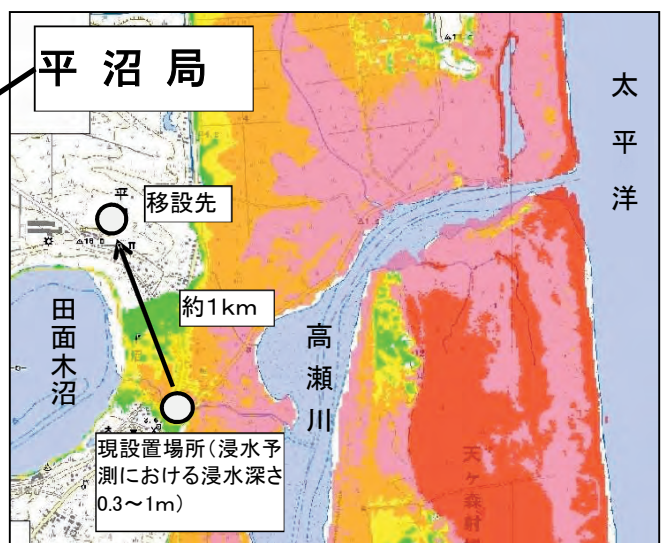 平沼局
太平洋
移設先
平
約1km
田面木沼
高瀬川
現設置場所(浸水予
測における浸水深さ
0.3～1m)
天ヶ森射